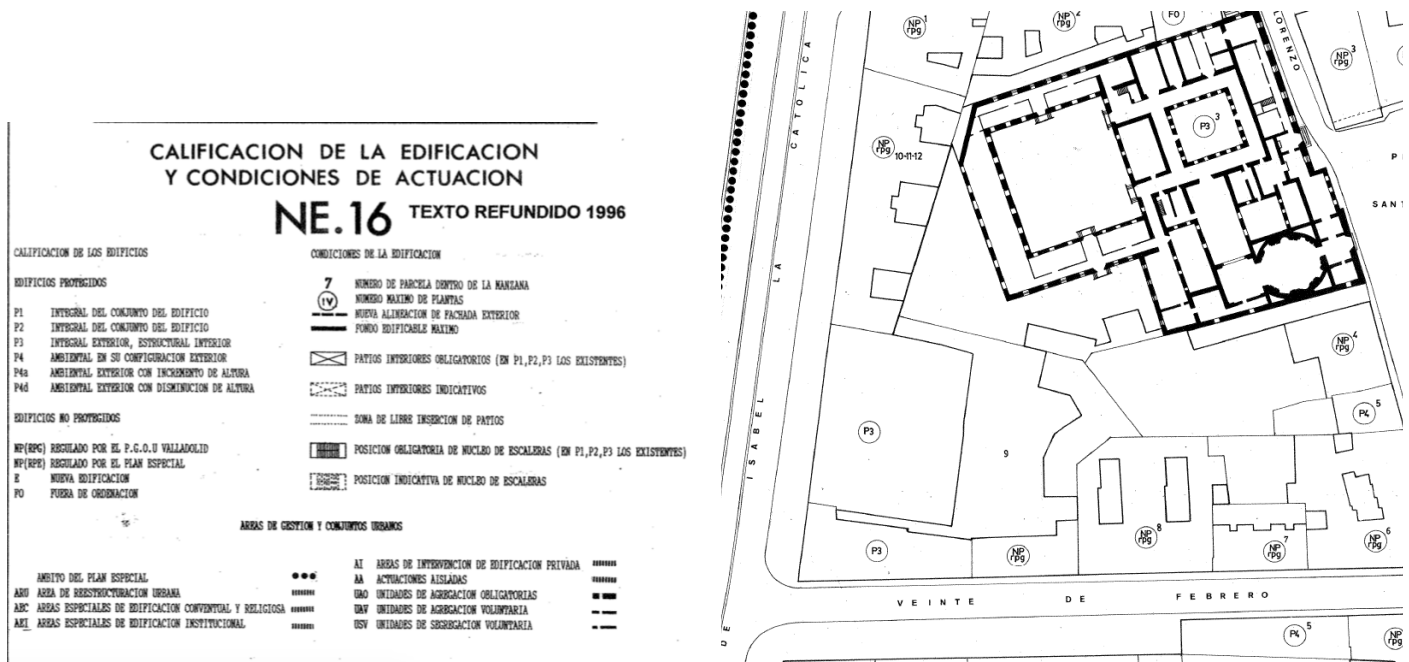 CALIFICACION DE LA EDIFICACION
Y CONDICIONES DE ACTUACION
NE.16 TEXTO REFUNDIDO 1996
CALIFICACION DE LOS EDIFICIOS
EDIFICIOS PROTEGIDOS
P1 INTEGRAL DEL CONJUNTO DEL EDIFICIO
P2 INTEGRAL DEL CONJUNTO DEL EDIFICIO
P3 INTEGRAL EXTERIOR, ESTRUCTURAL INTERIOR
P4 AMBIENTAL EN SU CONFIGURACION EXTERIOR
P4a AMBIENTAL EXTERIOR CON INCREMENTO DE ALTURA
P4d AMBIENTAL EXTERIOR CON DISMINUCION DE ALTURA
EDIFICIOS NO PROTEGIDOS
NP(RPG) REGULADO POR EL P.G.O.U VALLADOLID
NP(RPE) REGULADO POR EL PLAN ESPECIAL
E NUEVA EDIFICACION
FO FUERA DE ORDENACION
CONDICIONES DE LA EDIFICACION
7 NUMERO DE PARCELA DENTRO DE LA MANZANA
IV NUMERO MAXIMO DE PLANTAS
NUEVA ALINEACION DE FACHADA EXTERIOR
FONDO EDIFICABLE MAXIMO
PATIOS INTERIORES OBLIGATORIOS (EN P1,P2,P3 LOS EXISTENTES)
PATIOS INTERIORES INDICATIVOS
ZONA DE LIBRE INSERCION DE PATIOS
POSICION OBLIGATORIA DE NUCLEO DE ESCALERAS (EN P1,P2,P3 LOS EXISTENTES)
POSICION INDICATIVA DE NUCLEO DE ESCALERAS
AREAS DE GESTION Y CONJUNTOS URBANOS
AMBITO DEL PLAN ESPECIAL
ARU AREA DE REESTRUCTURACION URBANA
AEC AREAS ESPECIALES DE EDIFICACION CONVENTUAL Y RELIGIOSA
AEI AREAS ESPECIALES DE EDIFICACION INSTITUCIONAL
AI AREAS DE INTERVENCION DE EDIFICACION PRIVADA
AA ACTUACIONES AISLADAS
UAO UNIDADES DE AGREGACION OBLIGATORIAS
UAV UNIDADES DE AGREGACION VOLUNTARIA
USV UNIDADES DE SEGREGACION VOLUNTARIA
NP rpg 1
NP rpg 2
FO
LORENZO
NP rpg 3
NP rpg 10-11-12
P3 3
P
SANT
DE ISABEL LA CATOLICA
NP rpg 4
P4 5
P3
9
P3
NP rpg
NP rpg 8
NP rpg 7
NP rpg 6
VEINTE DE FEBRERO
P4 5
NP rpg